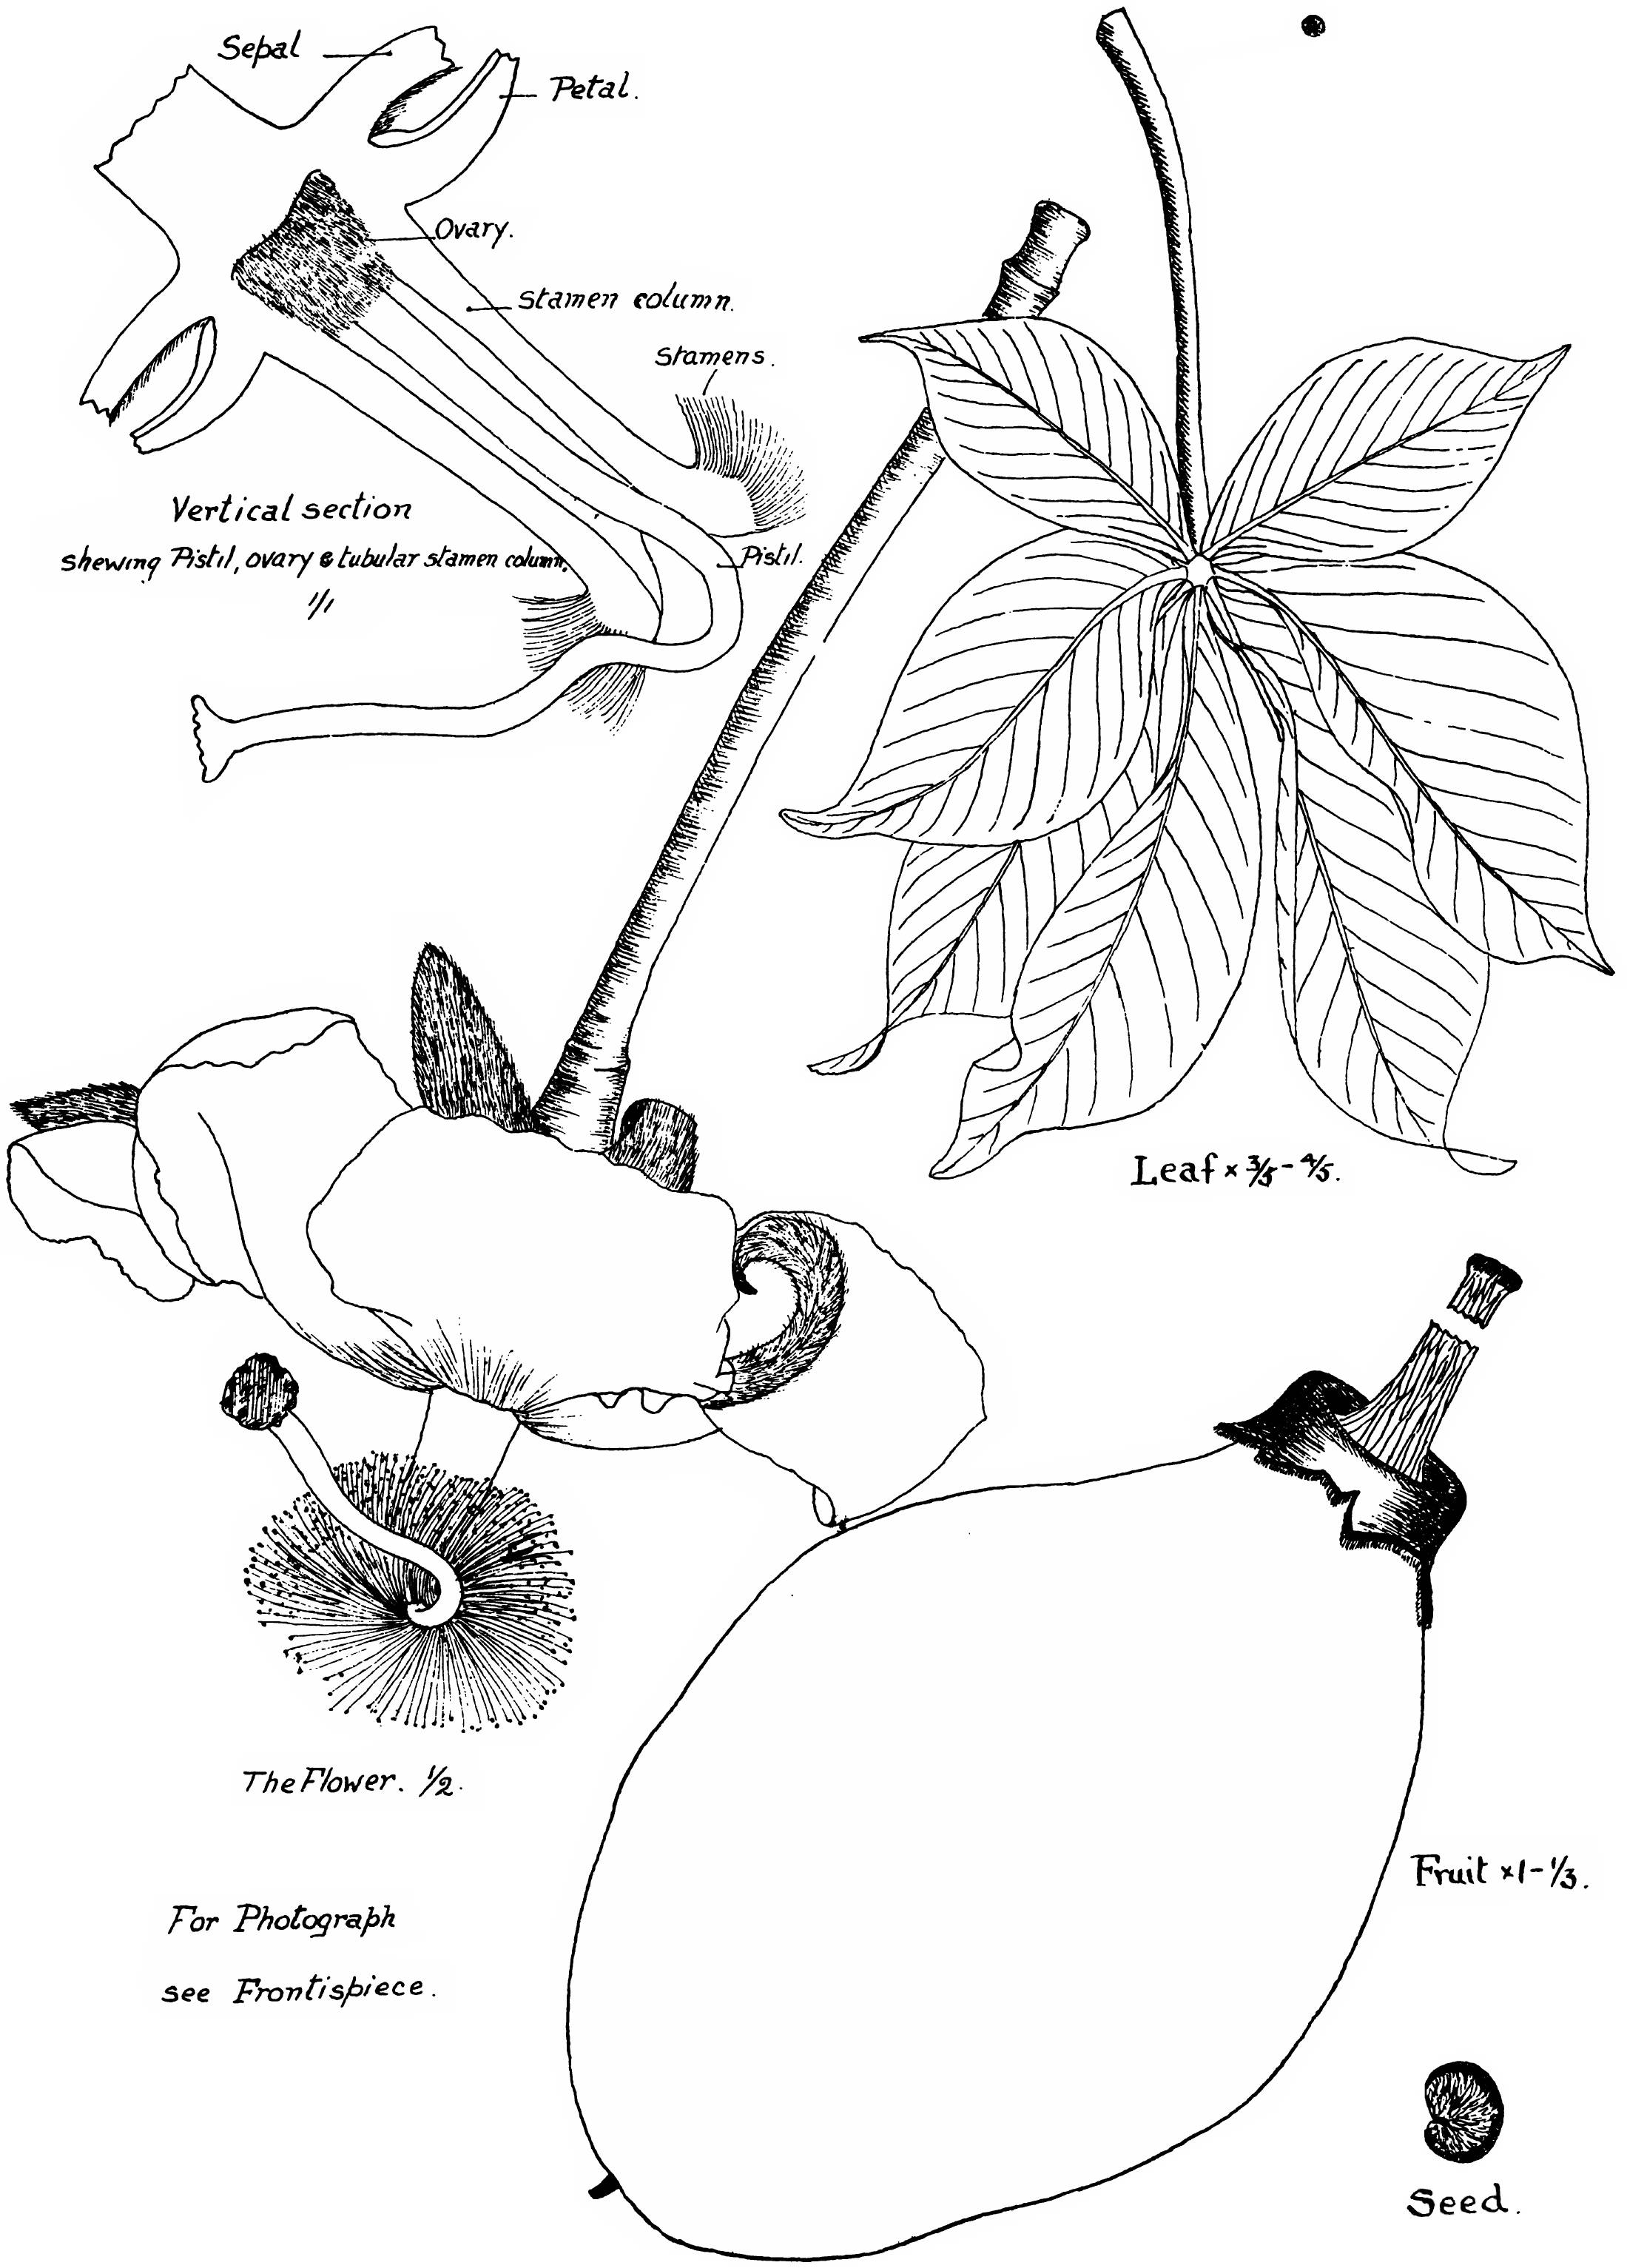 Sepal
Petal.
Ovary.
stamen column.
stamens.
Vertical section
shewing Pistil, ovary & tubular stamen column,
1/1
Pistil.
Leaf × 3/5 - 4/5.
The Flower. 1/2.
Fruit ×1-1/3.
For Photograph
see Frontispiece.
Seed.